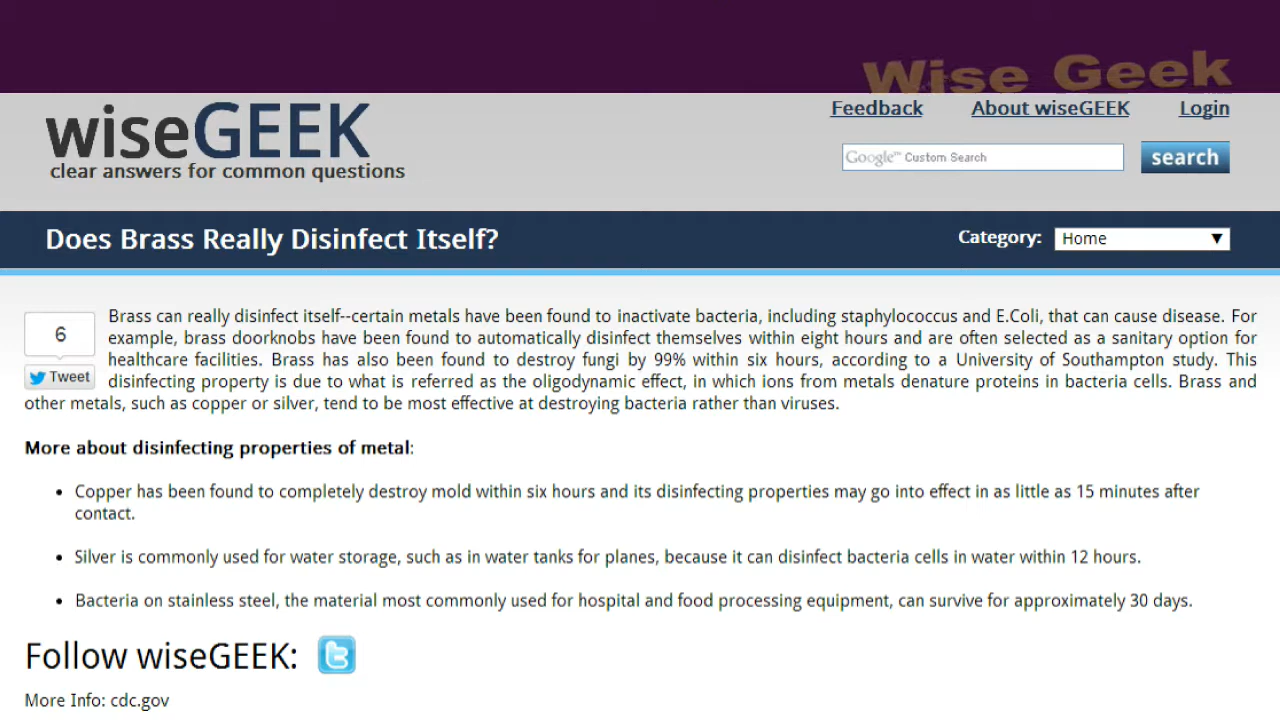 Wise Geek
wiseGEEK
clear answers for common questions
Feedback About wiseGEEK Login
Google™ Custom Search search
Does Brass Really Disinfect Itself?
Category: Home
6
Tweet
Brass can really disinfect itself--certain metals have been found to inactivate bacteria, including staphylococcus and E.Coli, that can cause disease. For
example, brass doorknobs have been found to automatically disinfect themselves within eight hours and are often selected as a sanitary option for
healthcare facilities. Brass has also been found to destroy fungi by 99% within six hours, according to a University of Southampton study. This
disinfecting property is due to what is referred as the oligodynamic effect, in which ions from metals denature proteins in bacteria cells. Brass and
other metals, such as copper or silver, tend to be most effective at destroying bacteria rather than viruses.
More about disinfecting properties of metal:
• Copper has been found to completely destroy mold within six hours and its disinfecting properties may go into effect in as little as 15 minutes after
contact.
• Silver is commonly used for water storage, such as in water tanks for planes, because it can disinfect bacteria cells in water within 12 hours.
• Bacteria on stainless steel, the material most commonly used for hospital and food processing equipment, can survive for approximately 30 days.
Follow wiseGEEK:
More Info: cdc.gov